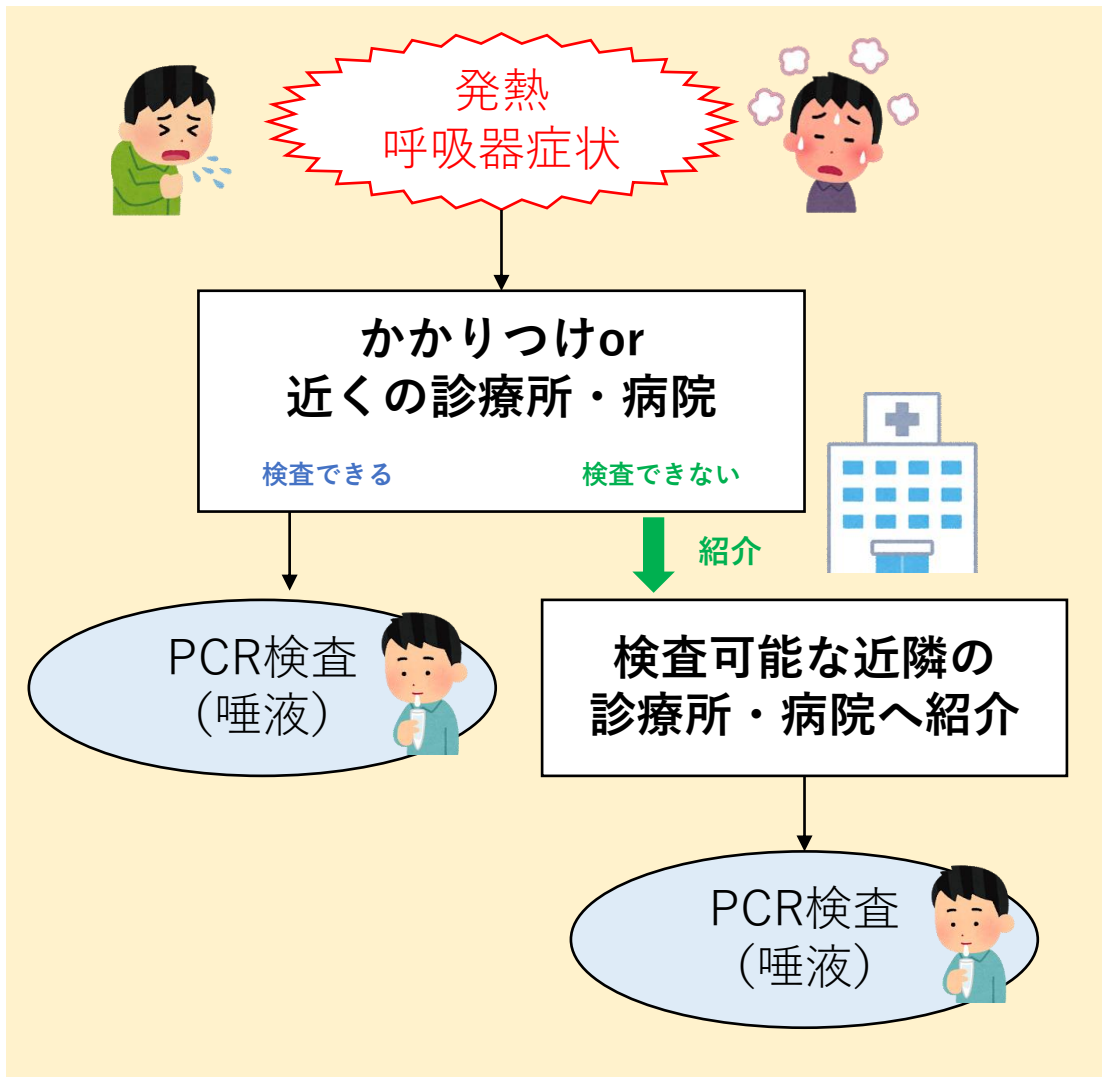 発熱
呼吸器症状
かかりつけor
近くの診療所・病院
検査できる
検査できない
紹介
PCR検査
（唾液）
検査可能な近隣の
診療所・病院へ紹介
PCR検査
（唾液）